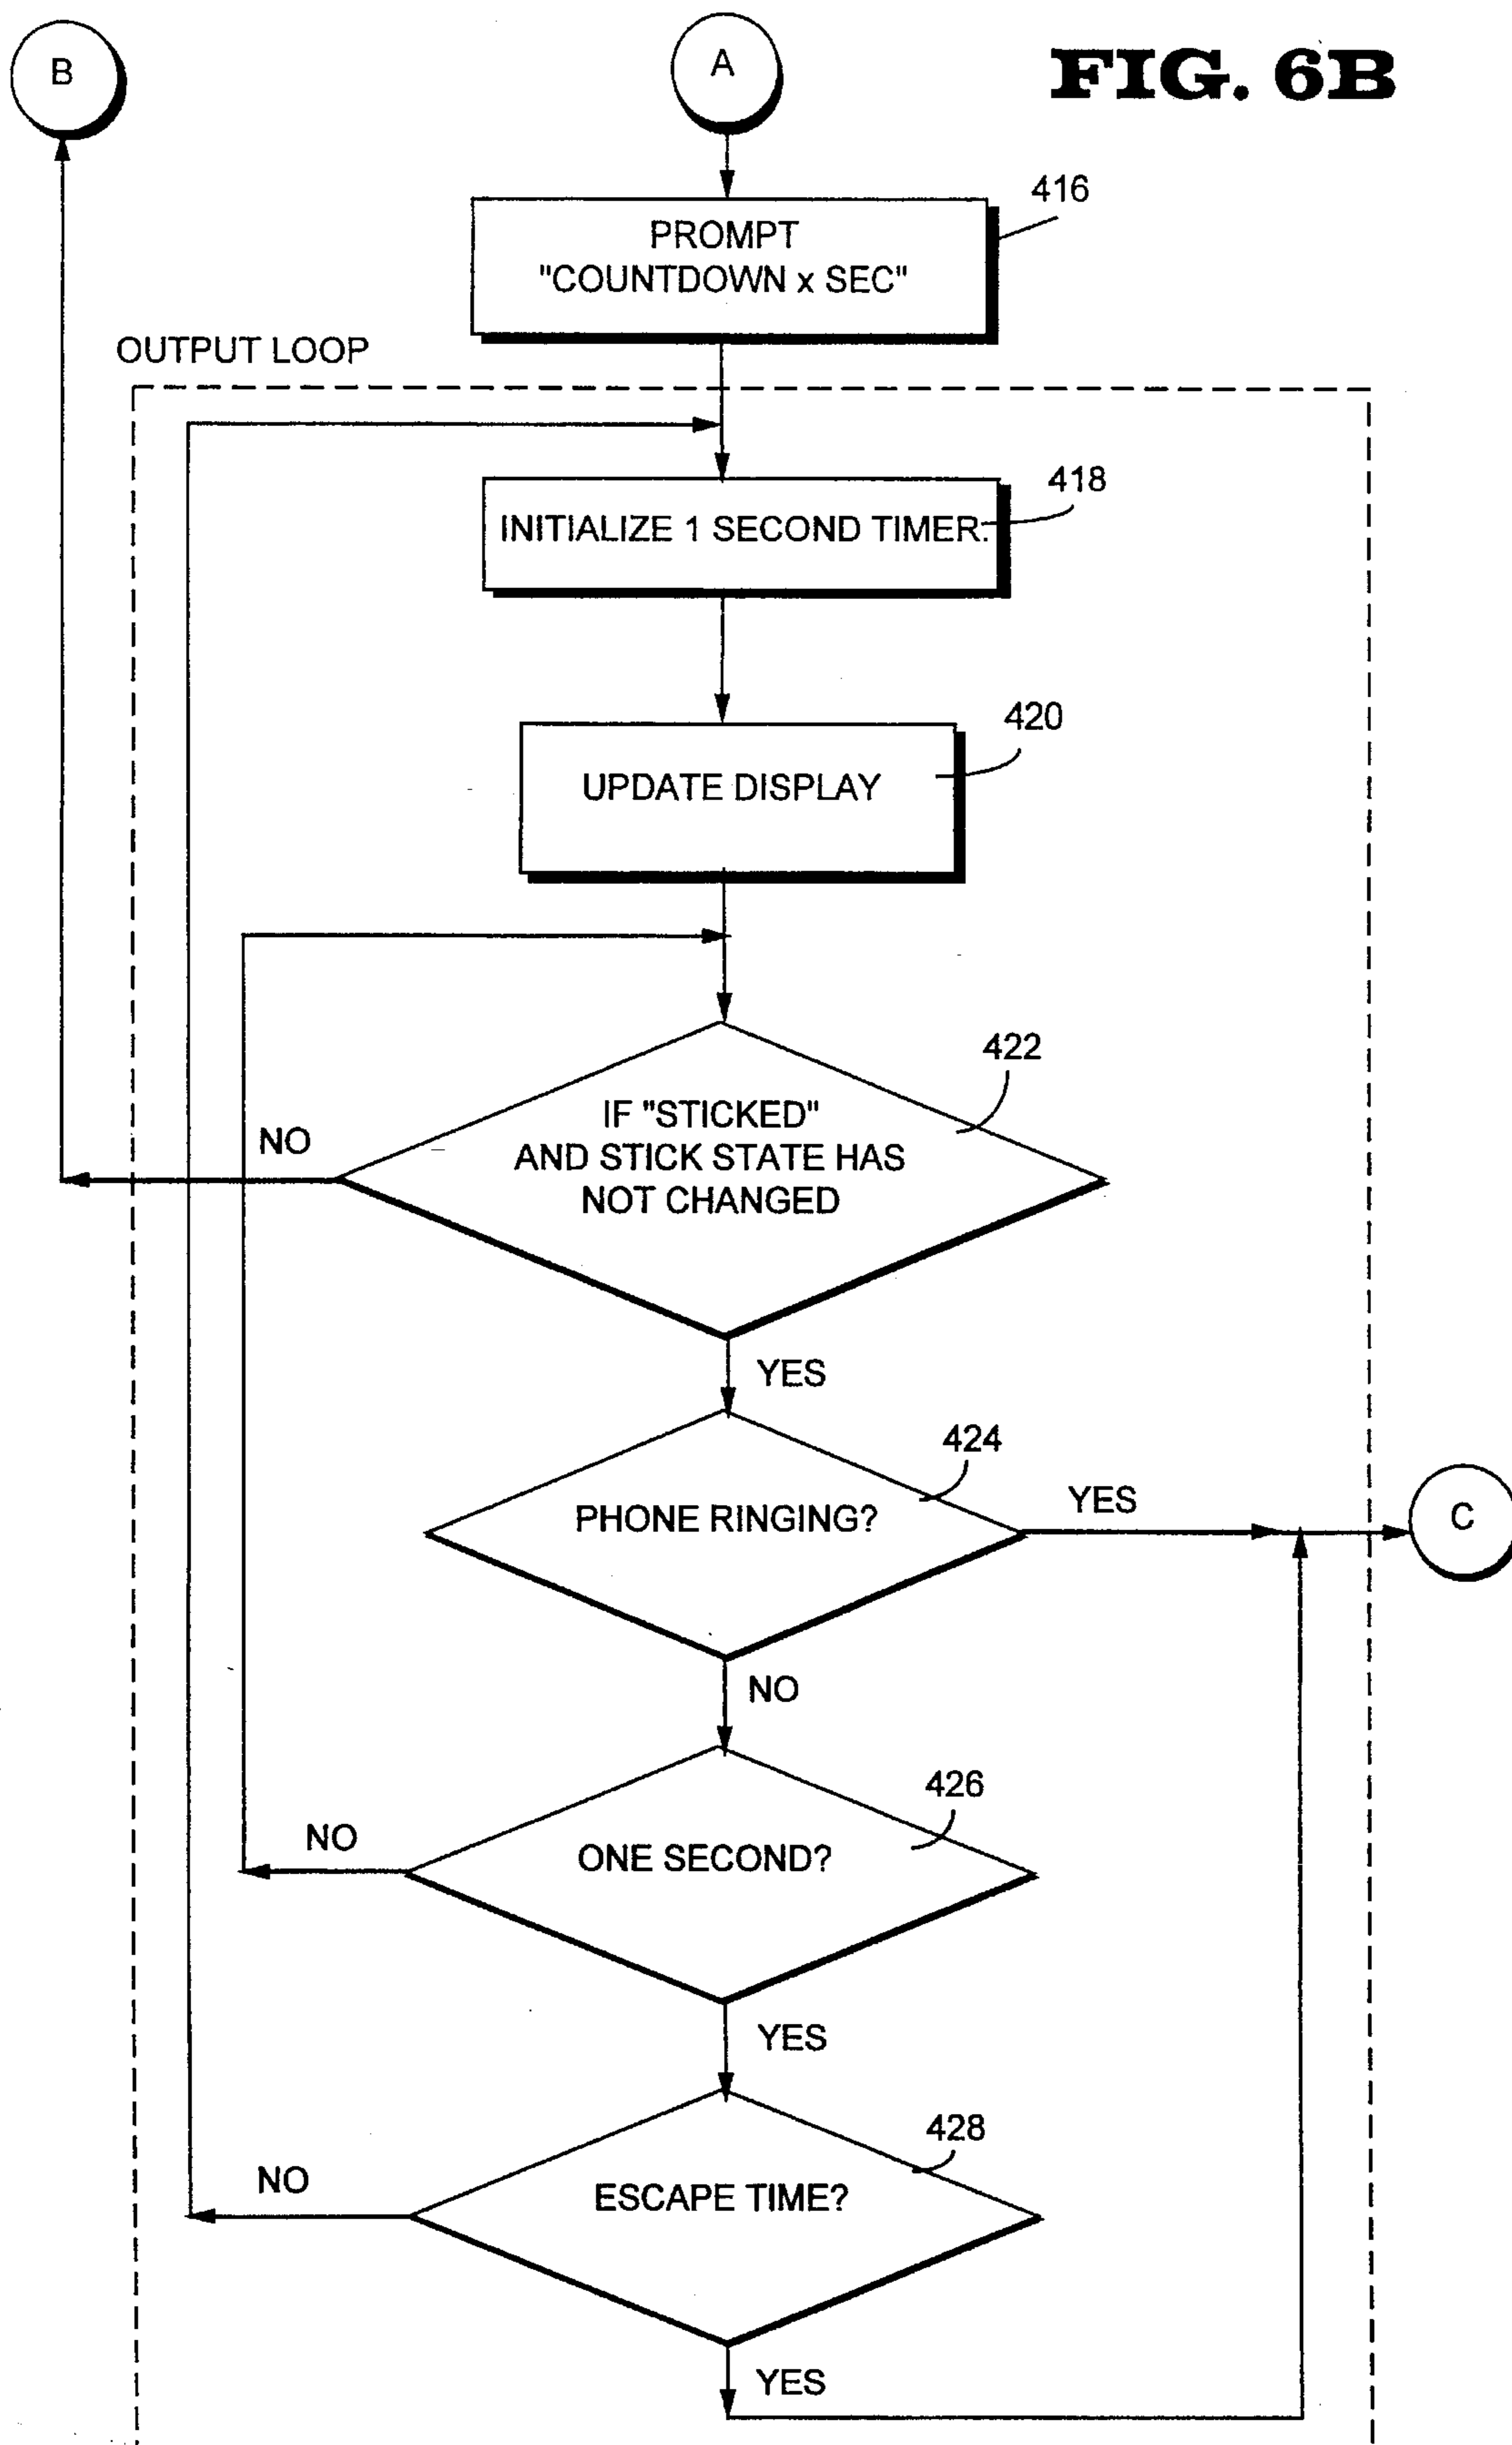 B
A
FIG. 6B
416
PROMPT
"COUNTDOWN x SEC"
OUTPUT LOOP
418
INITIALIZE 1 SECOND TIMER.
420
UPDATE DISPLAY
422
IF "STICKED"
AND STICK STATE HAS
NOT CHANGED
NO
YES
424
PHONE RINGING?
YES
C
NO
426
ONE SECOND?
NO
YES
428
ESCAPE TIME?
NO
YES